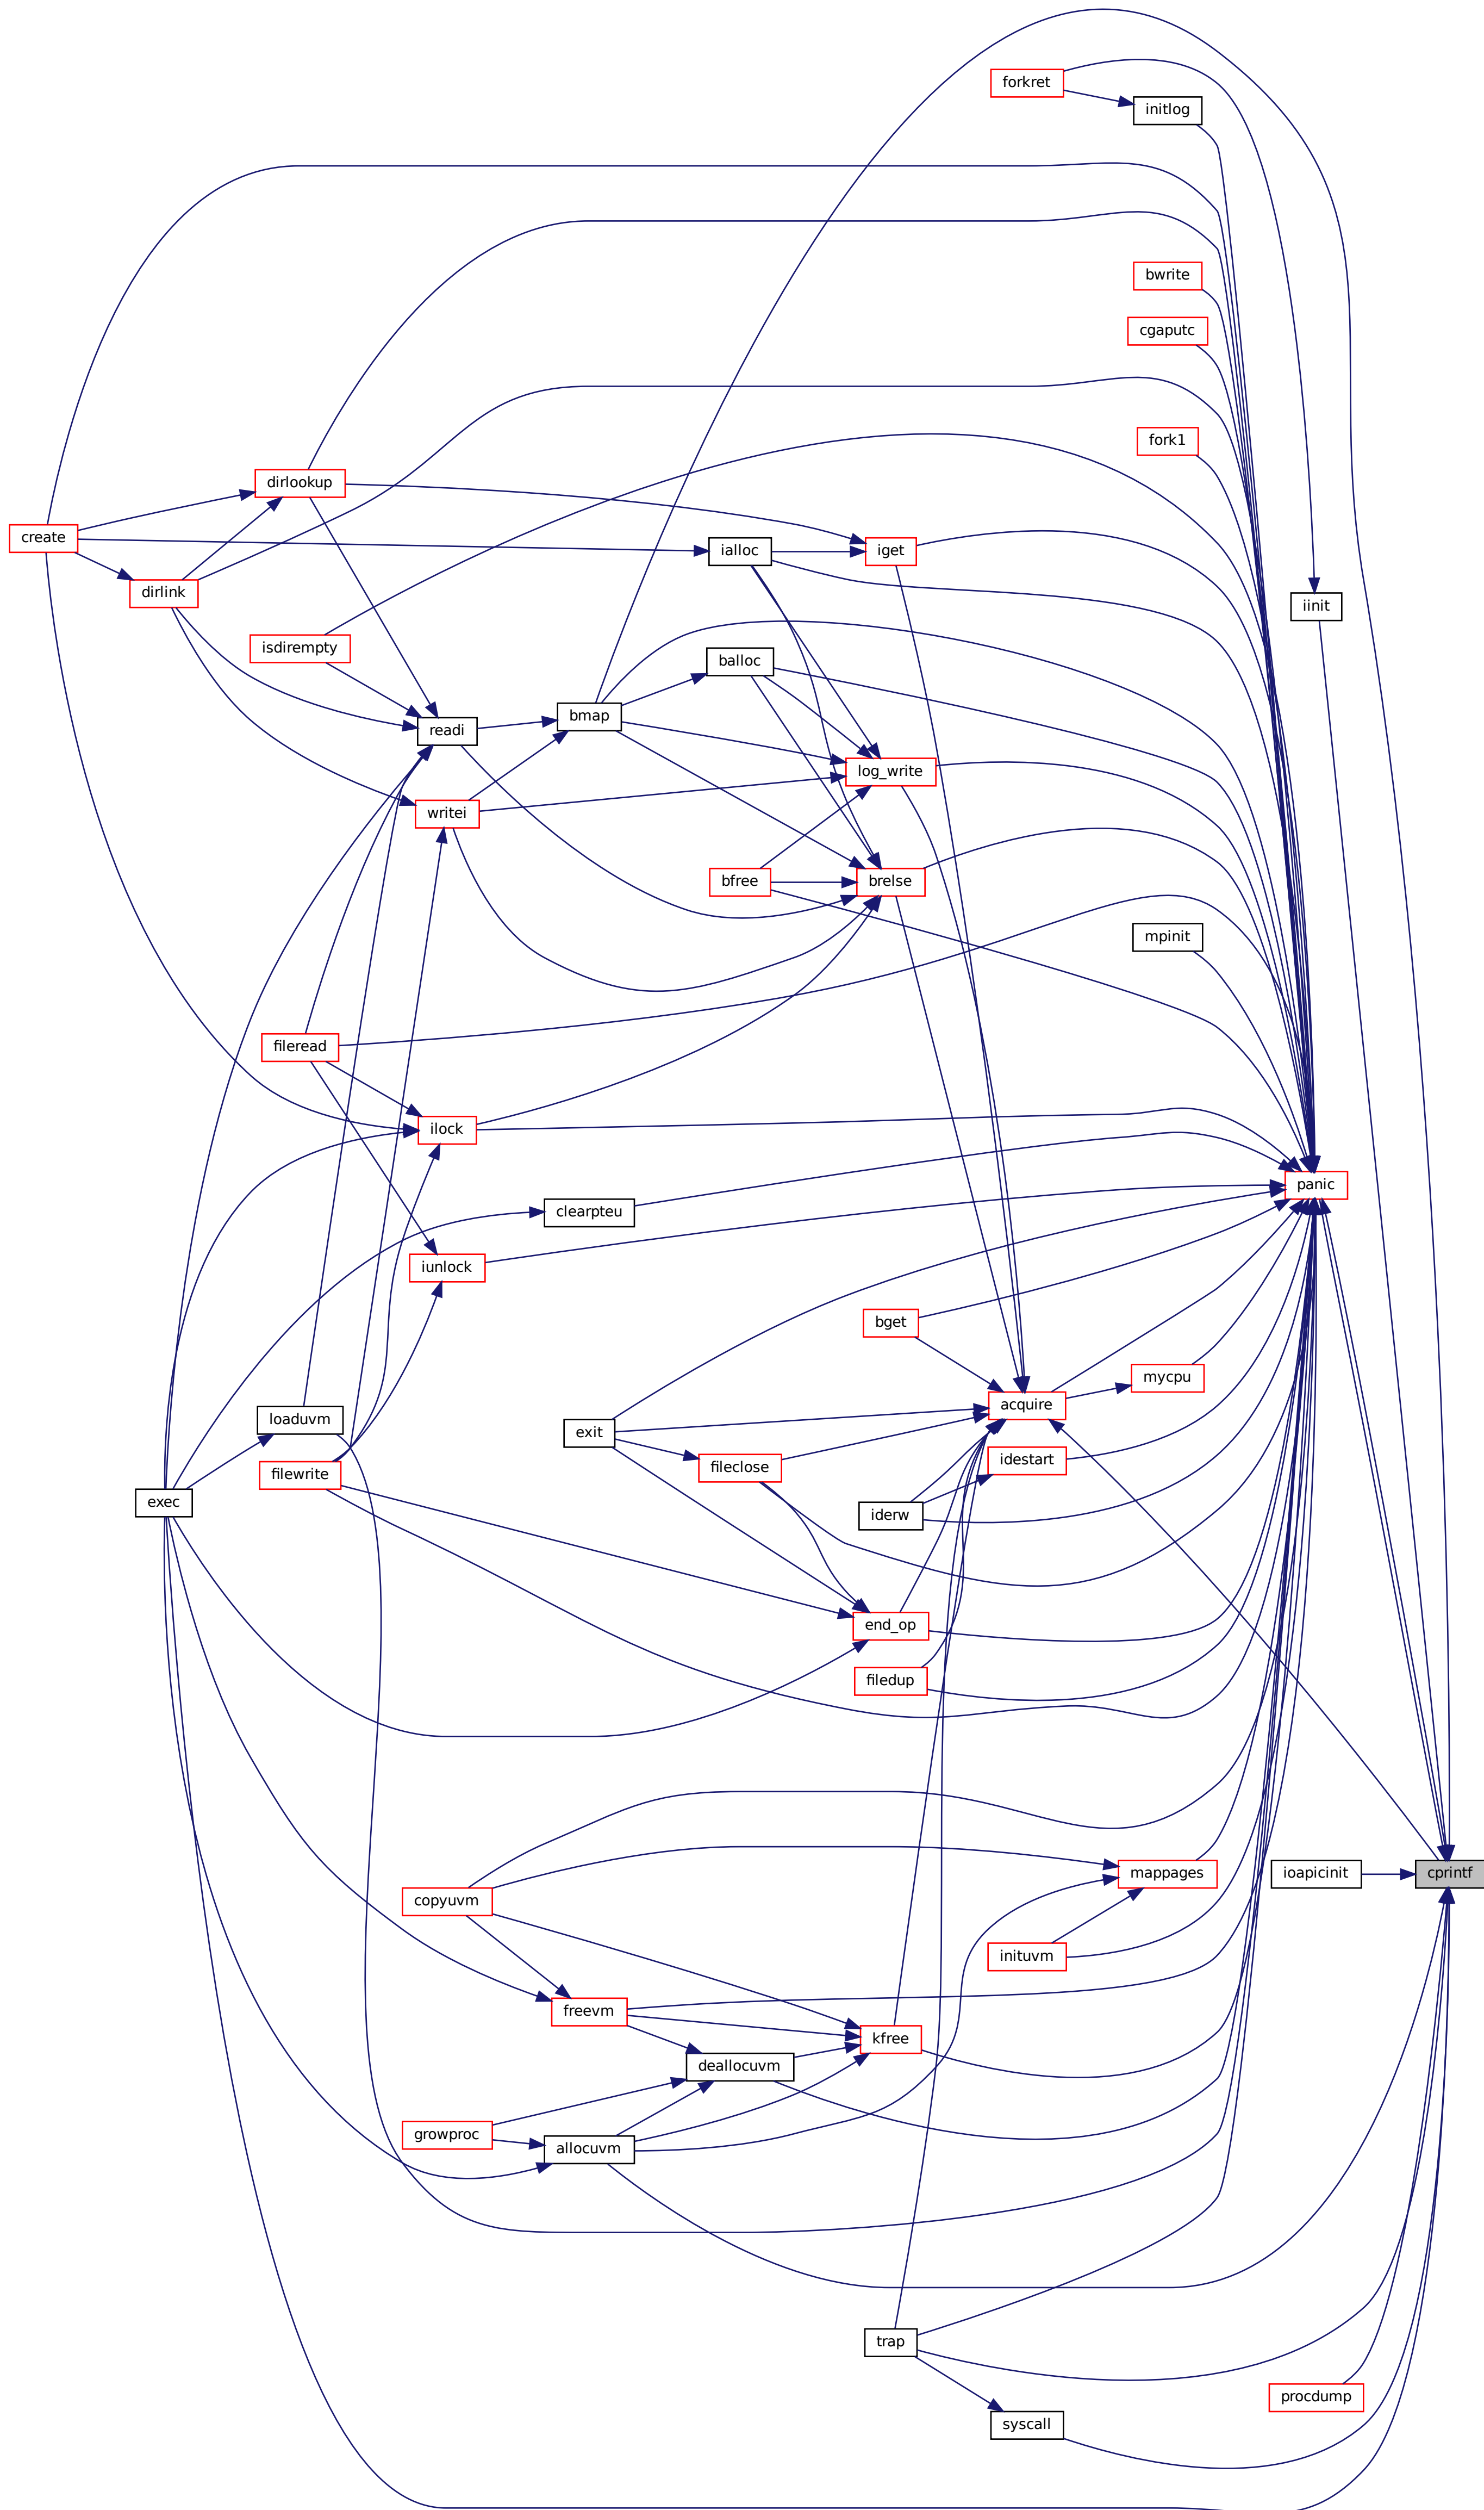 forkret
initlog
bwrite
cgaputc
fork1
dirlookup
create
ialloc
iget
dirlink
iinit
isdirempty
balloc
bmap
readi
log_write
writei
bfree
brelse
mpinit
fileread
ilock
panic
clearpteu
iunlock
bget
mycpu
acquire
loaduvm
exit
idestart
fileclose
filewrite
exec
iderw
end_op
filedup
mappages
ioapicinit
cprintf
copyuvm
inituvm
freevm
kfree
deallocuvm
growproc
allocuvm
trap
procdump
syscall